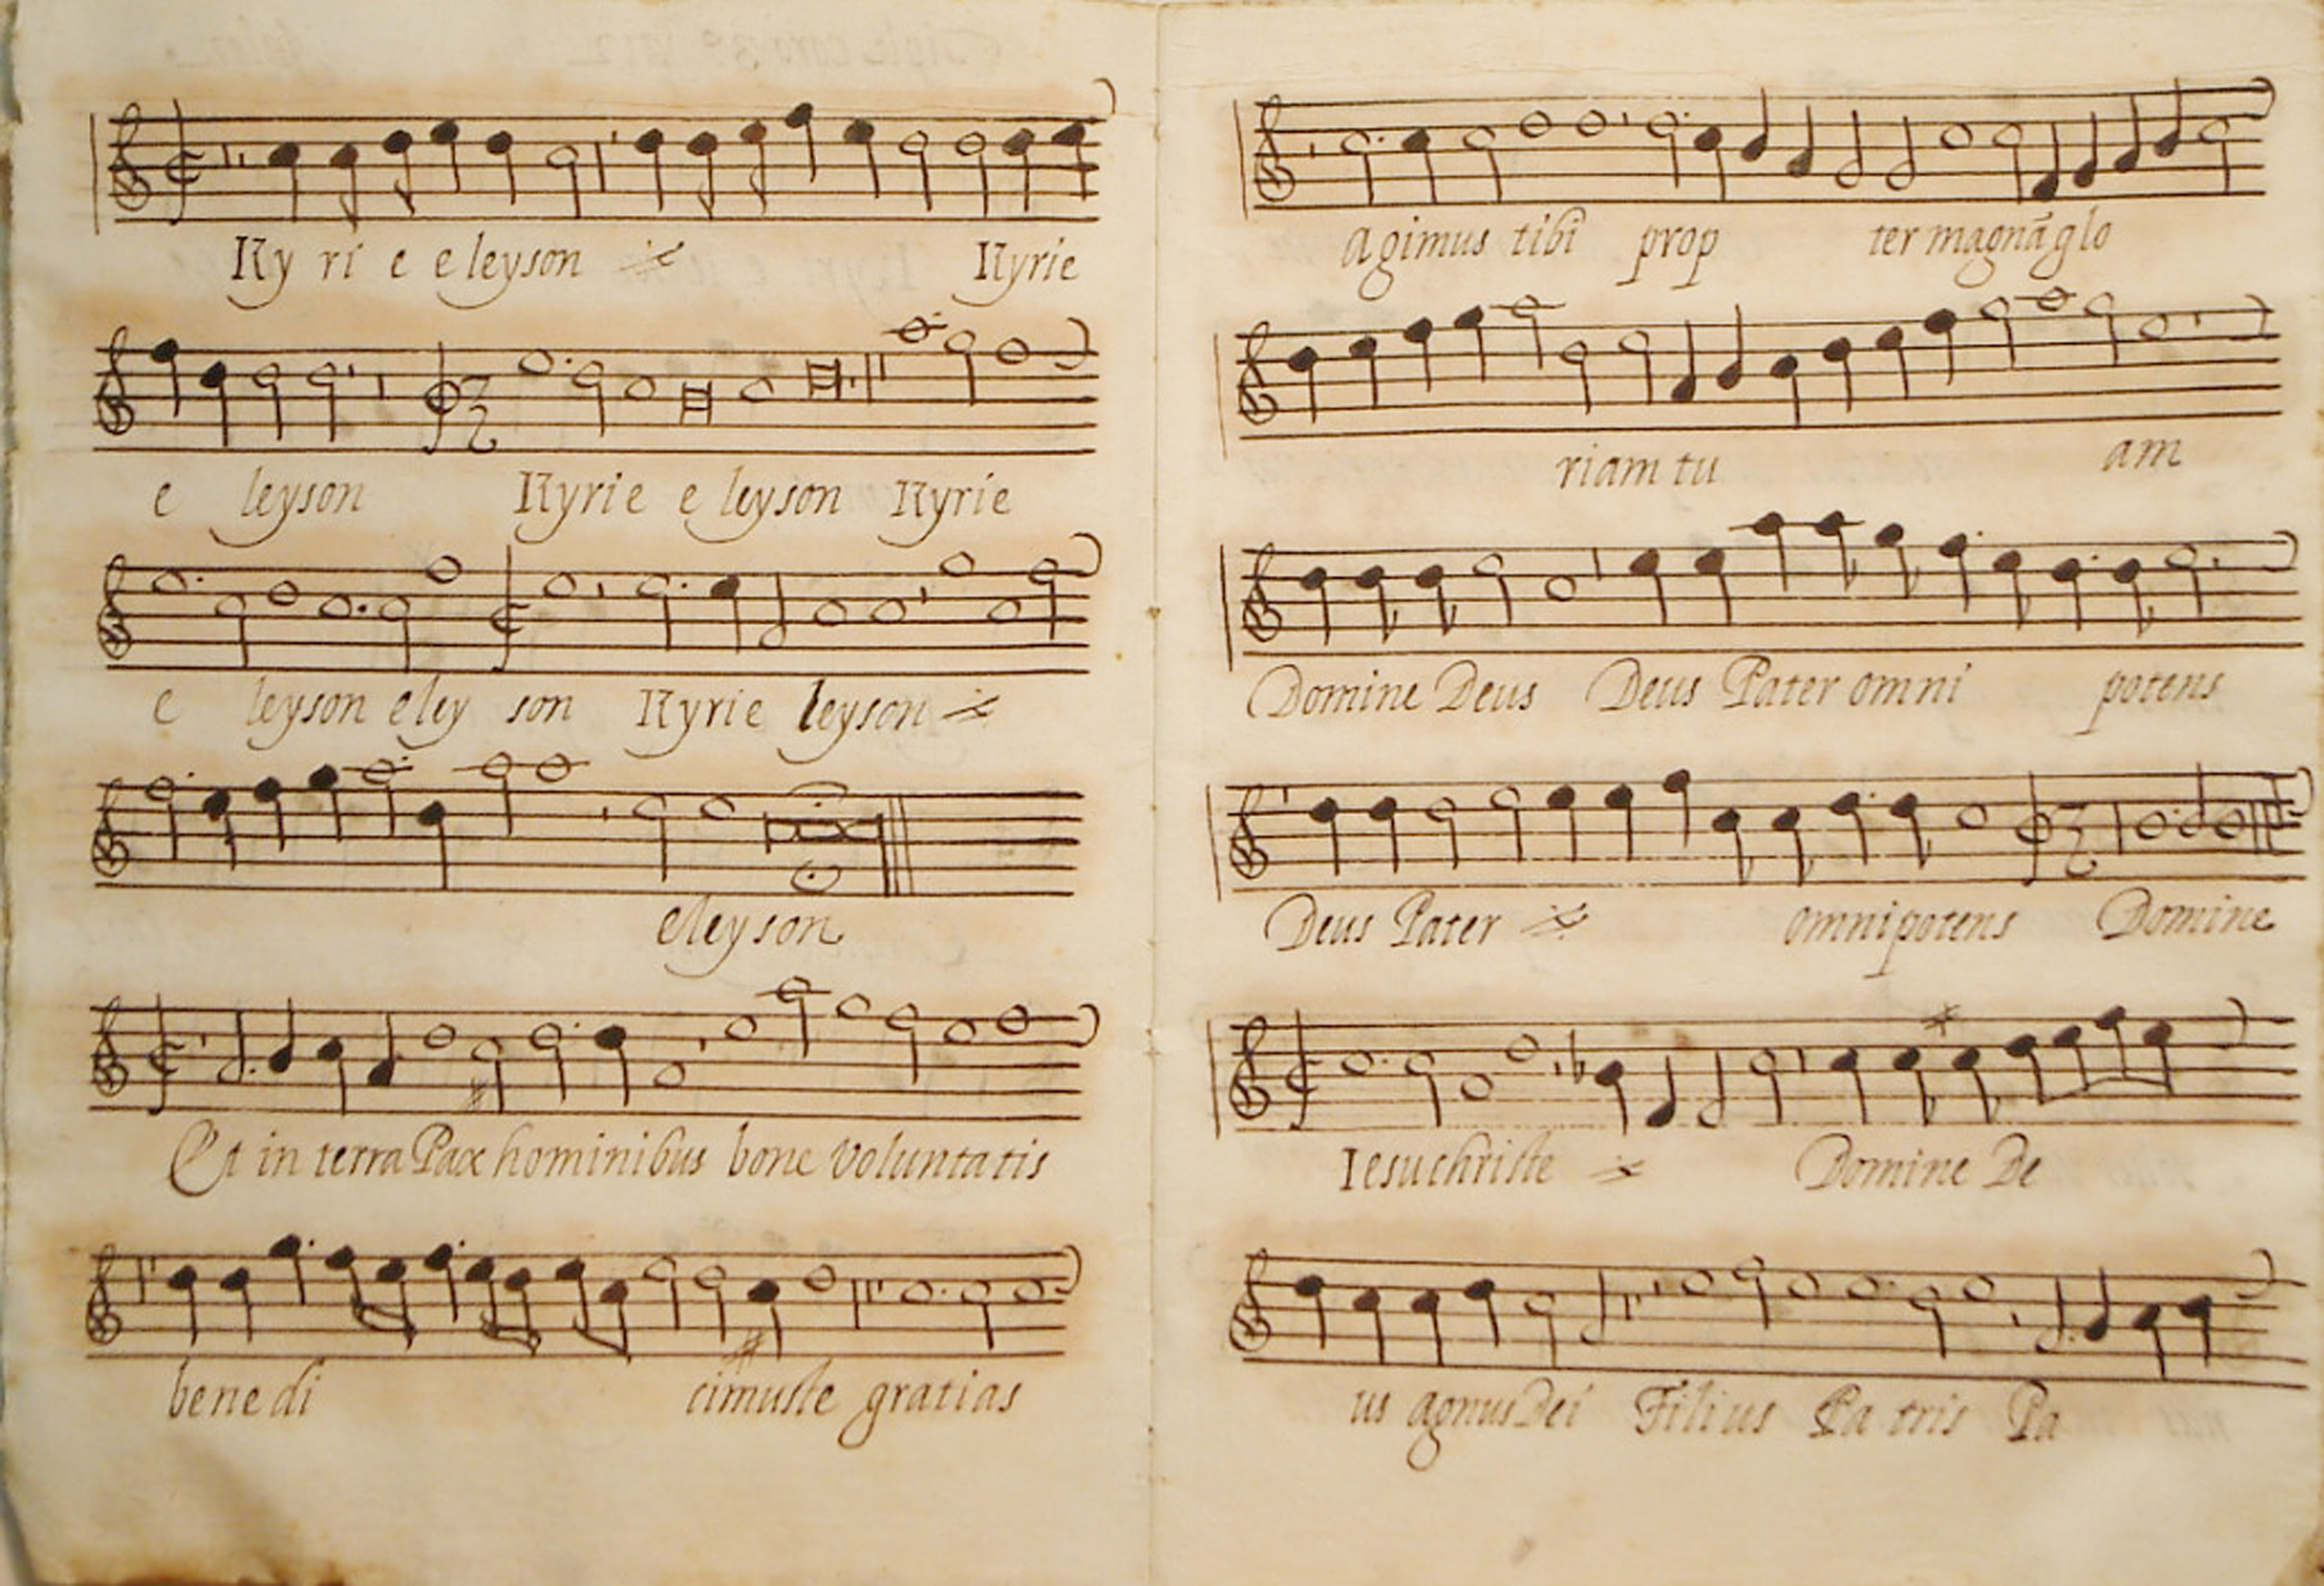 Ky ri e e leyson Kyrie
e leyson Kyrie e leyson Kyrie
e leyson eley son Kyrie leyson
eleyson
Et in terra Pax hominibus bone voluntatis
bene di cimuste gratias
agimus tibi prop ter magnā glo
riam tu am
Domine Deus Deus Pater omni potens
Deus Pater omnipotens Domine
Iesuchriste Domine De
us agnus Dei Filius Pa tris Pa